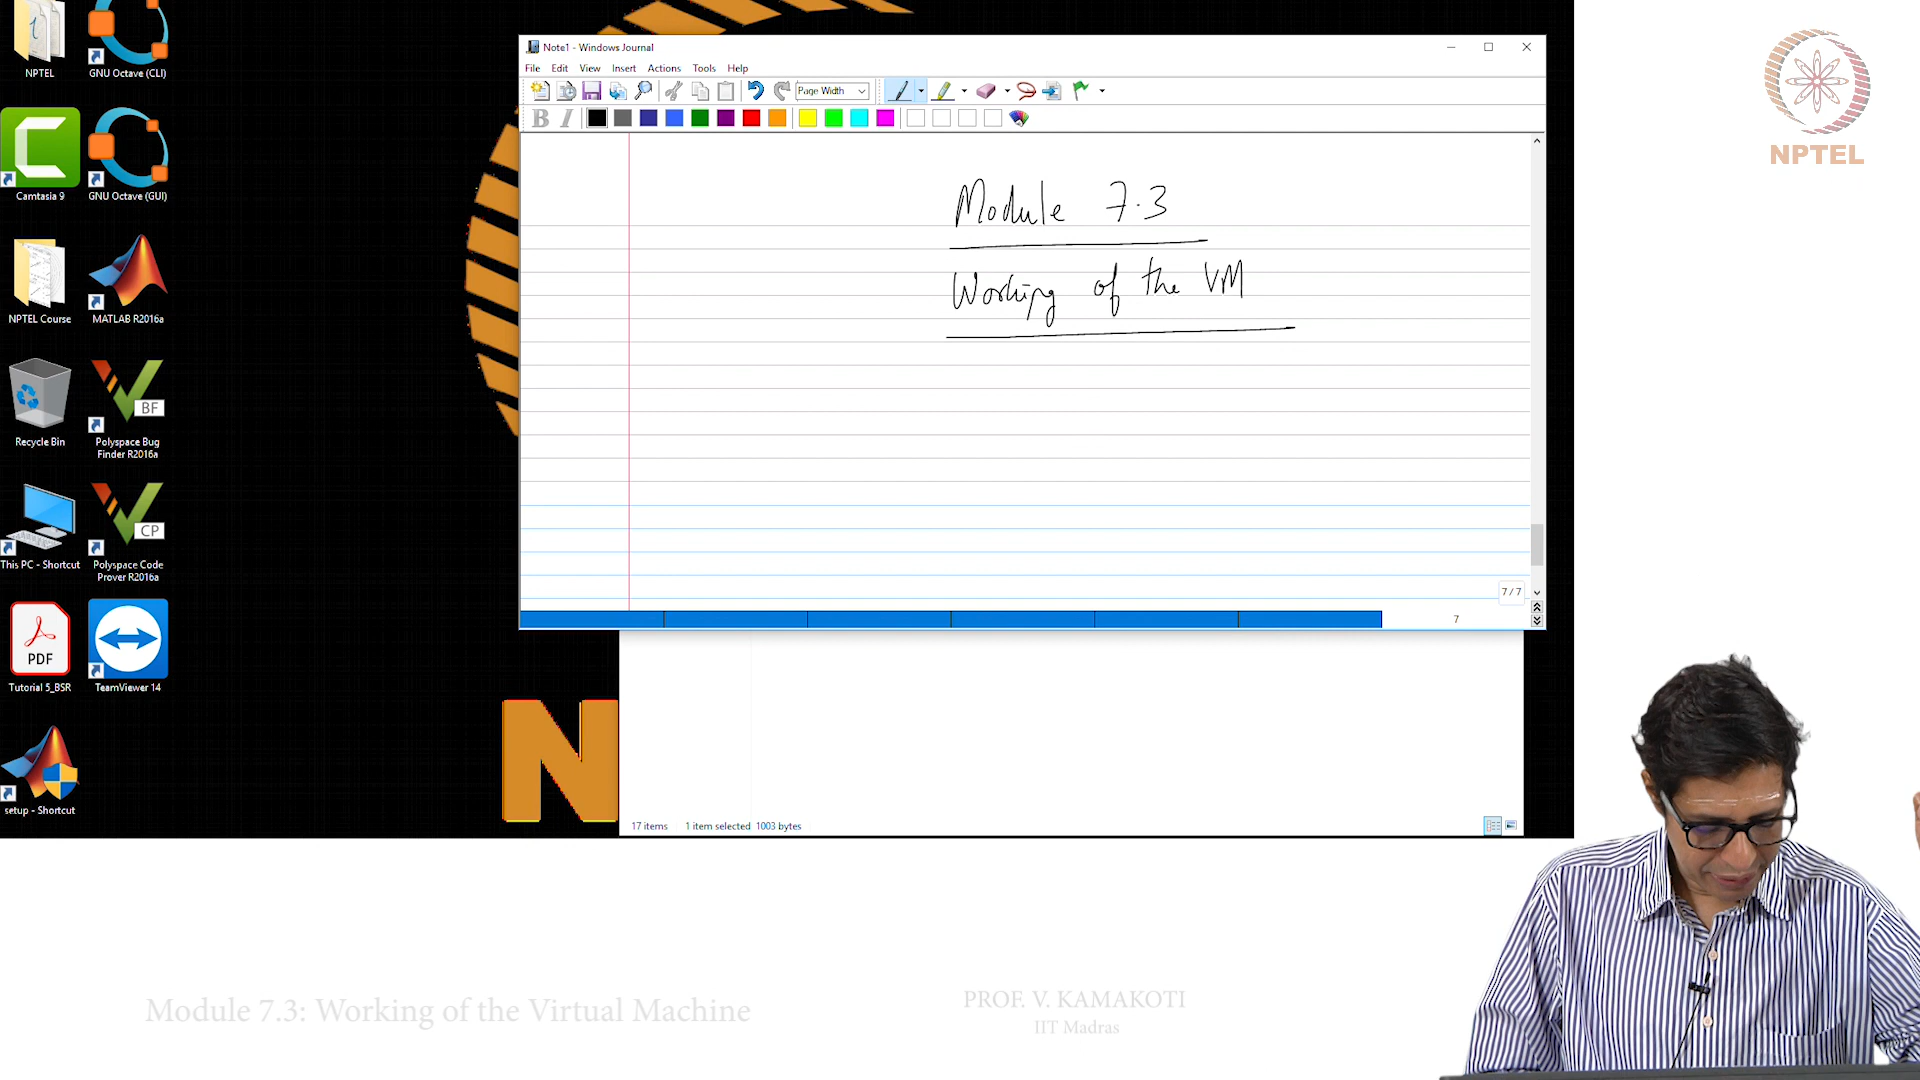 NPTEL
GNU Octave (CLI)
Camtasia 9
GNU Octave (GUI)
NPTEL Course
MATLAB R2016a
Recycle Bin
BF
Polyspace Bug
Finder R2016a
This PC - Shortcut
CP
Polyspace Code
Prover R2016a
PDF
Tutorial 5_BSR
TeamViewer 14
setup - Shortcut
N
Note1 - Windows Journal
File Edit View Insert Actions Tools Help
Page Width
B I
Module 7.3
Working of the VM
7 / 7
7
17 items 1 item selected 1003 bytes
NPTEL
Module 7.3: Working of the Virtual Machine
PROF. V. KAMAKOTI
IIT Madras